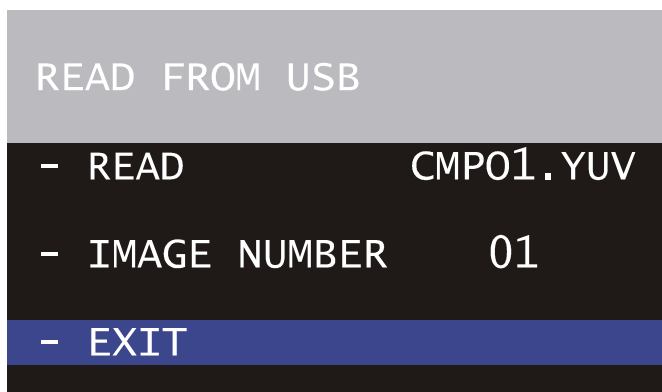 READ FROM USB
- READ CMP01.YUV
- IMAGE NUMBER 01
- EXIT